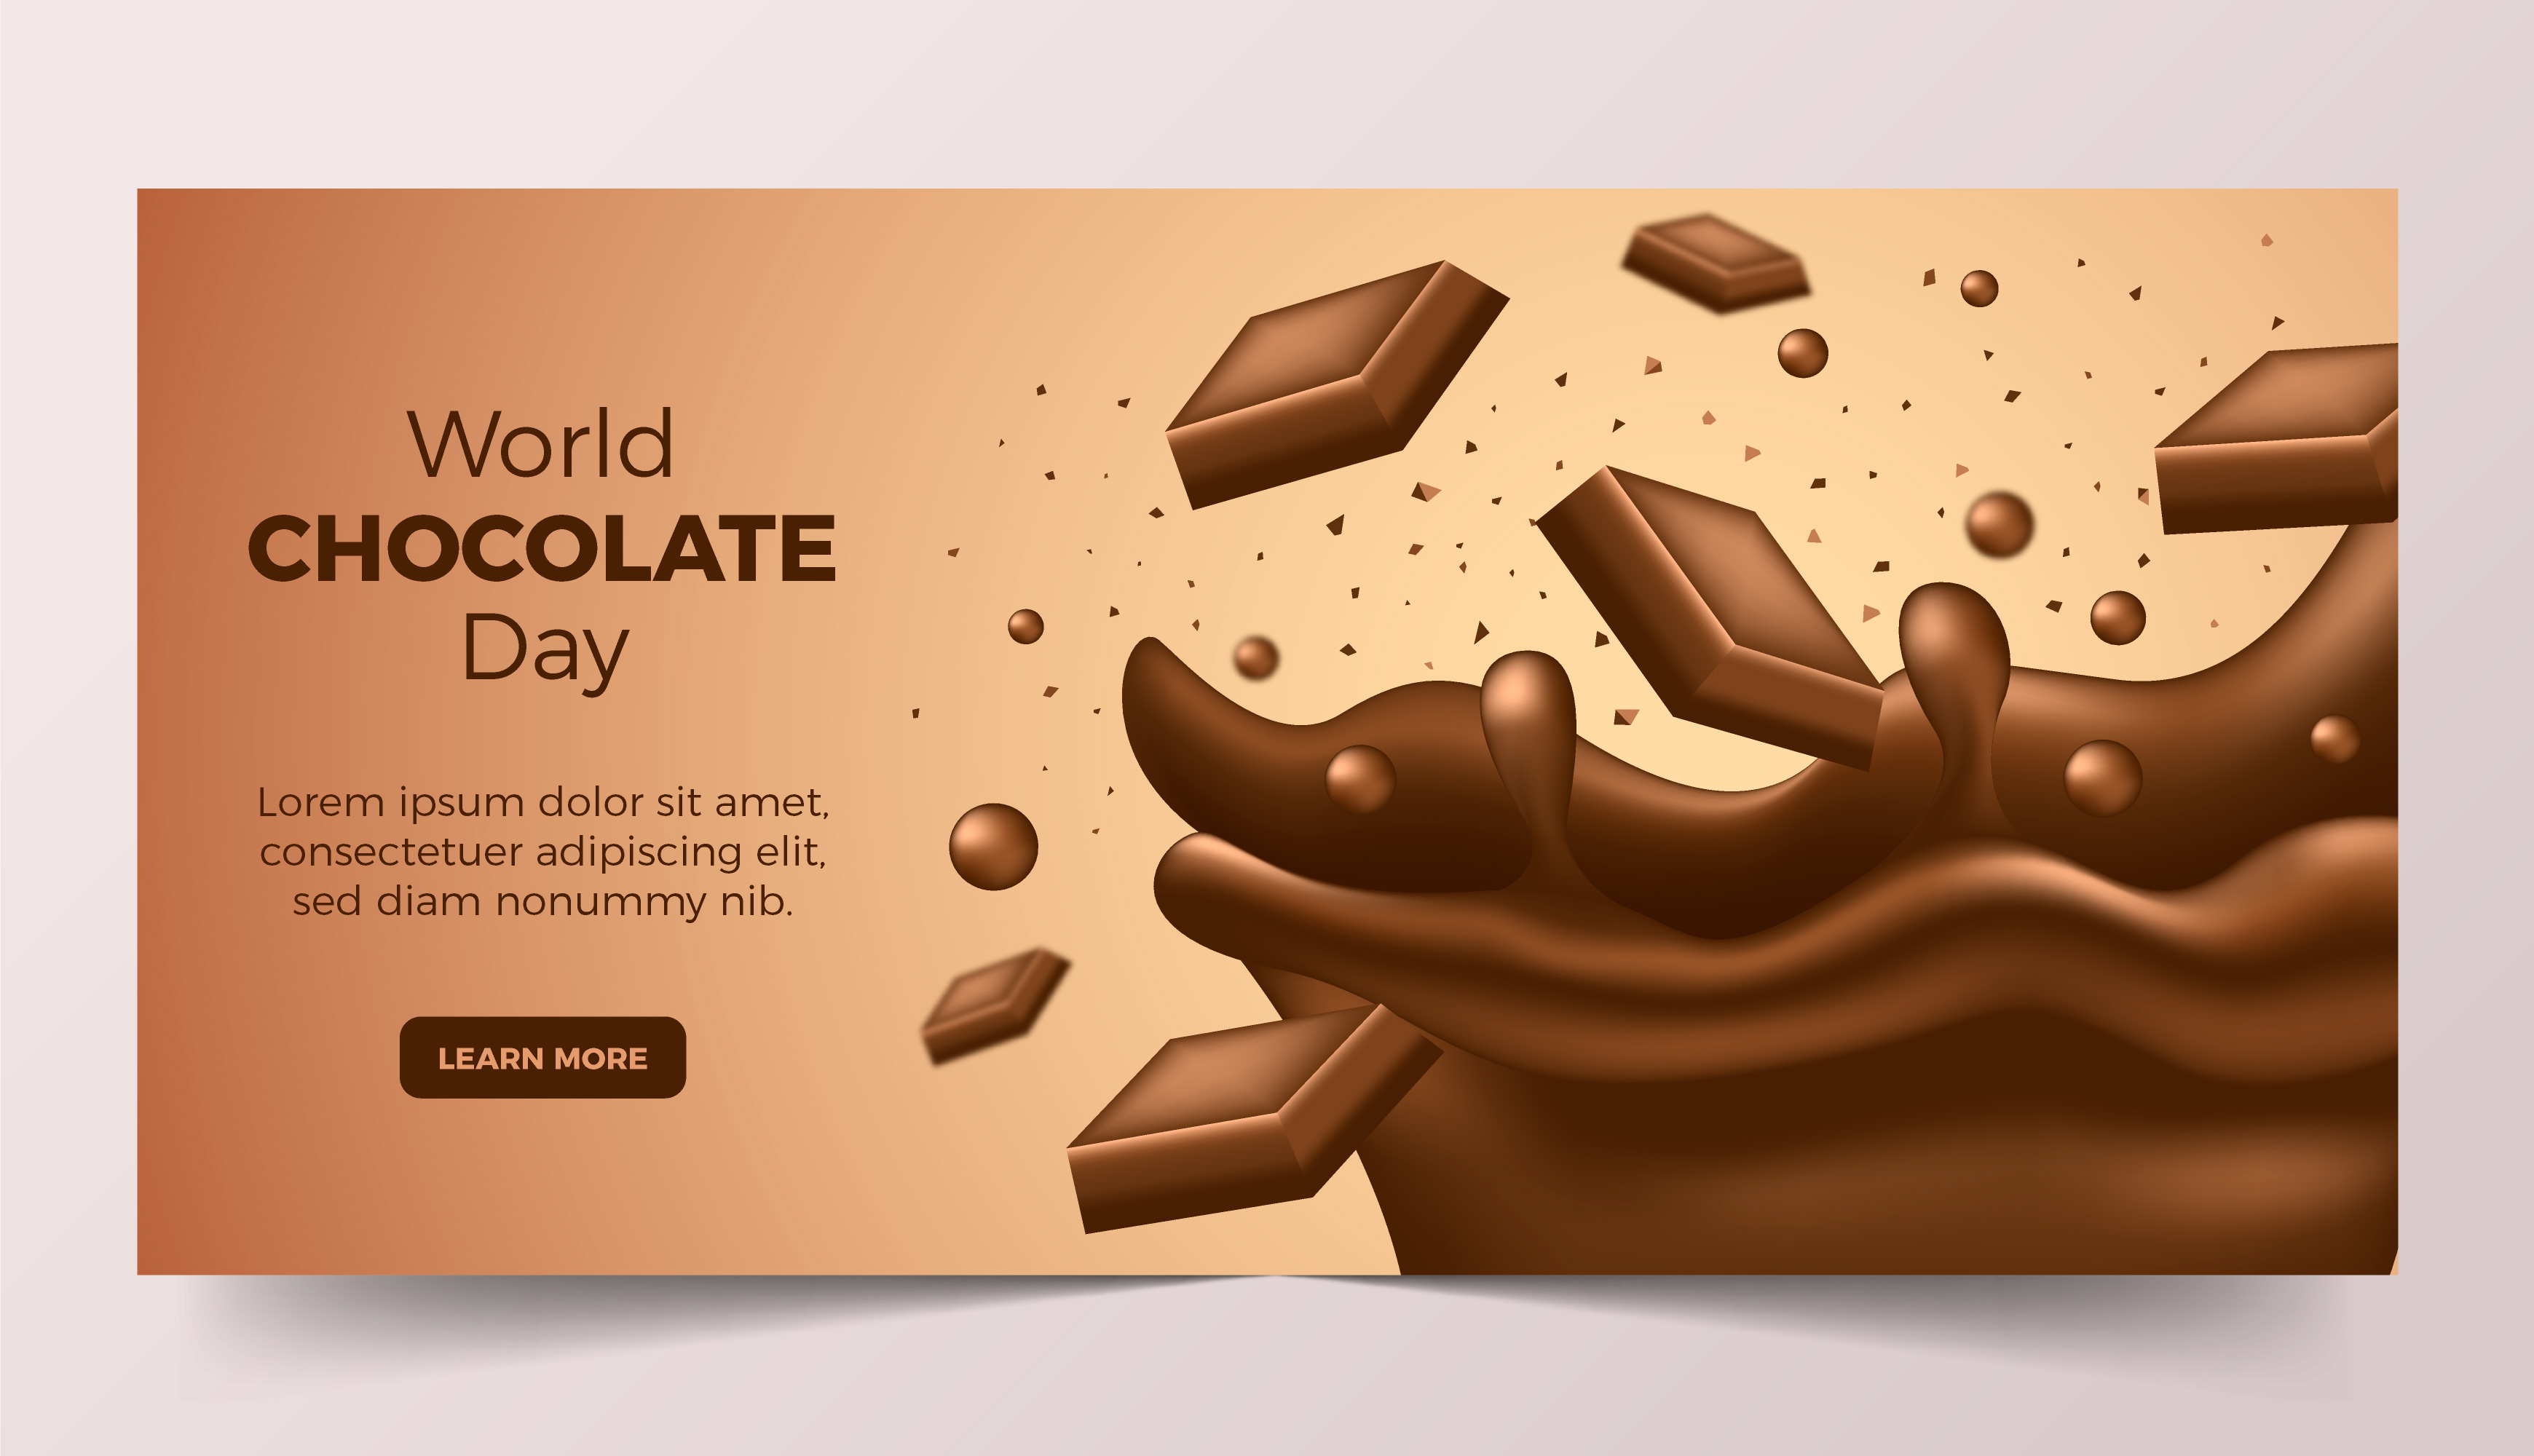 World
CHOCOLATE
Day
Lorem ipsum dolor sit amet,
consectetuer adipiscing elit,
sed diam nonummy nib.
LEARN MORE